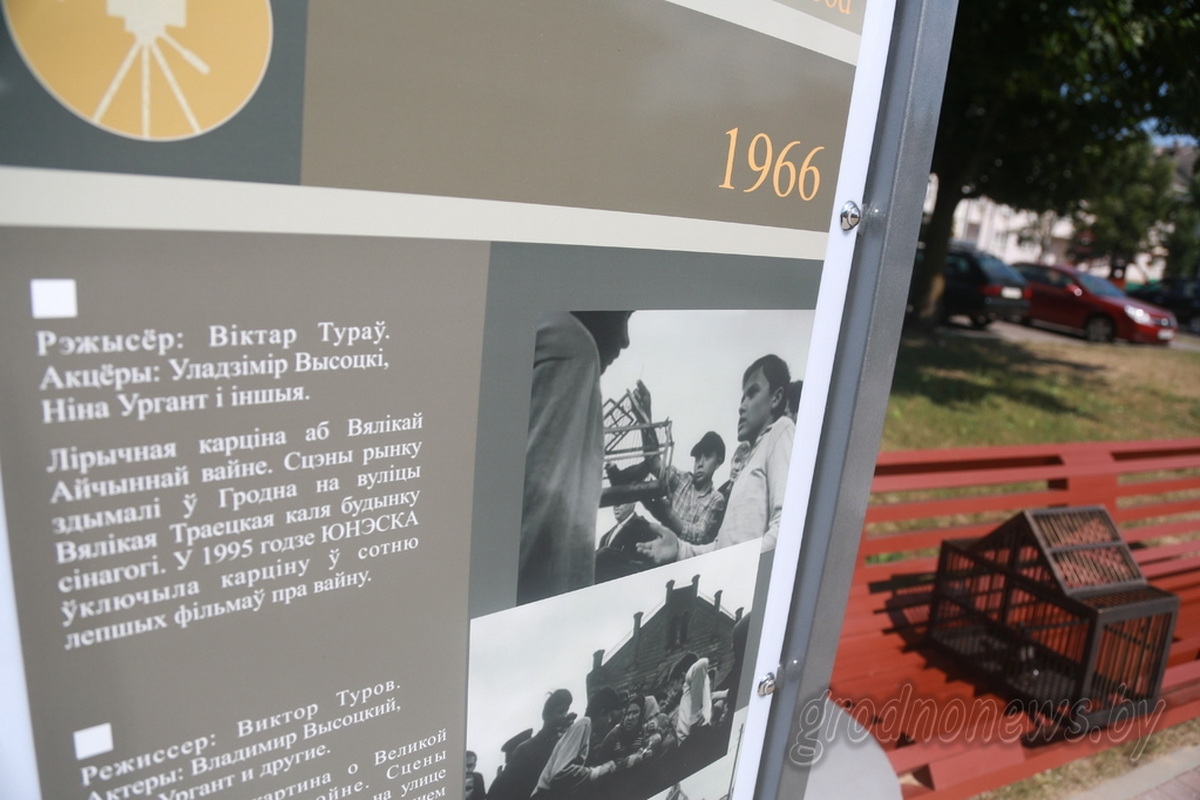 1966
Рэжысёр: Віктар Тураў.
Акцёры: Уладзімір Высоцкі,
Ніна Ургант і іншыя.
Лірычная карціна аб Вялікай
Айчыннай вайне. Сцэны рынку
здымалі ў Гродна на вуліцы
Вялікая Траецкая каля будынку
сінагогі. У 1995 годзе ЮНЭСКА
ўключыла карціну ў сотню
лепшых фільмаў пра вайну.
Режиссер: Виктор Туров.
Актеры: Владимир Высоцкий,
Ургант и другие.
картина о Великой
Сцены
на улице
grodnonews.by